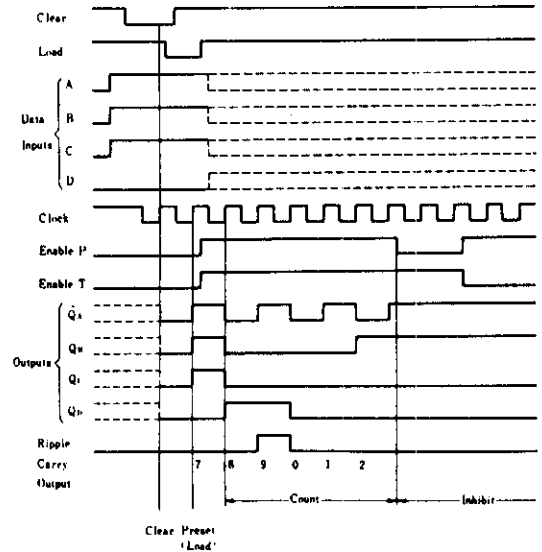 Clear
Load
A
Data
B
Inputs
C
D
Clock
Enable P
Enable T
QA
QB
Outputs
QC
QD
Ripple
Carry
7 8 9 0 1 2
Output
Count
Inhibit
Clear Preset
(Load)